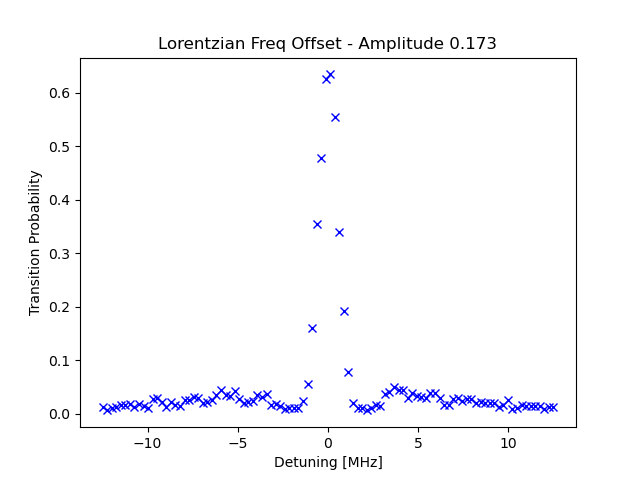 Lorentzian Freq Offset - Amplitude 0.173
Transition Probability
0.6
0.5
0.4
0.3
0.2
0.1
0.0
−10 −5 0 5 10
Detuning [MHz]